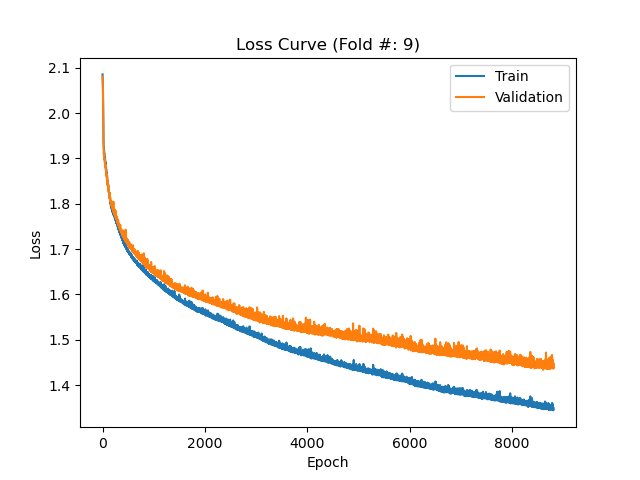 Loss Curve (Fold #: 9)
Train
Validation
2.1
2.0
1.9
1.8
1.7
1.6
1.5
1.4
Loss
0
2000
4000
6000
8000
Epoch